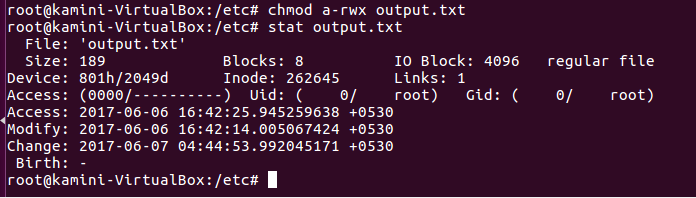 root@kamini-VirtualBox:/etc# chmod a-rwx output.txt
root@kamini-VirtualBox:/etc# stat output.txt
  File: 'output.txt'
  Size: 189             Blocks: 8          IO Block: 4096   regular file
Device: 801h/2049d      Inode: 262645      Links: 1
Access: (0000/----------)  Uid: (    0/    root)   Gid: (    0/    root)
Access: 2017-06-06 16:42:25.945259638 +0530
Modify: 2017-06-06 16:42:14.005067424 +0530
Change: 2017-06-07 04:44:53.992045171 +0530
 Birth: -
root@kamini-VirtualBox:/etc#